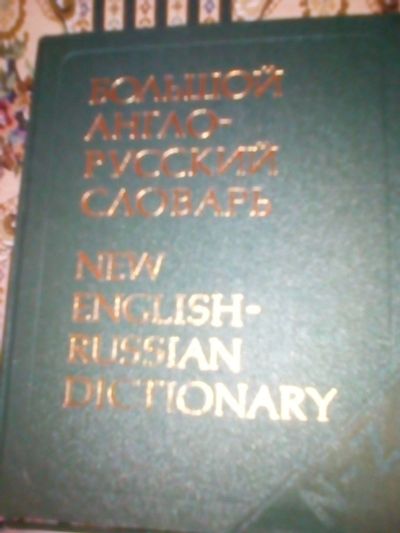 БОЛЬШОЙ
АНГЛО-
РУССКИЙ
СЛОВАРЬ
NEW
ENGLISH-
RUSSIAN
DICTIONARY